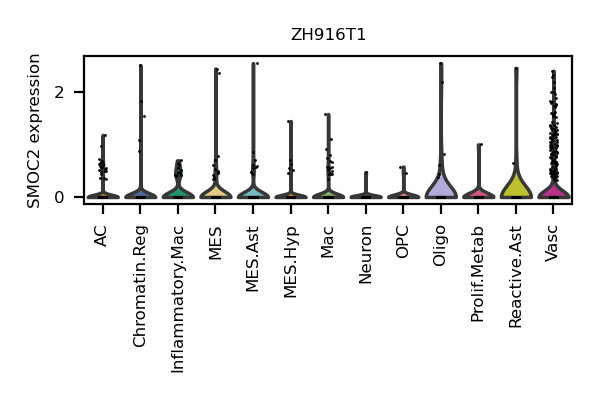 ZH916T1
SMOC2 expression
2
0
AC
Chromatin.Reg
Inflammatory.Mac
MES
MES.Ast
MES.Hyp
Mac
Neuron
OPC
Oligo
Prolif.Metab
Reactive.Ast
Vasc